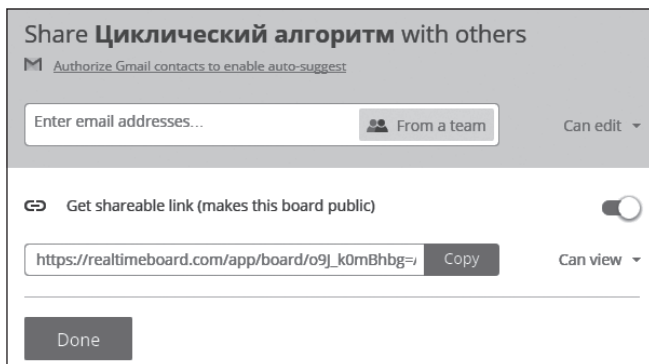 Share Циклический алгоритм with others
Authorize Gmail contacts to enable auto-suggest
Enter email addresses... From a team Can edit
Get shareable link (makes this board public)
https://realtimeboard.com/app/board/o9J_k0mBhbg=/ Copy Can view
Done